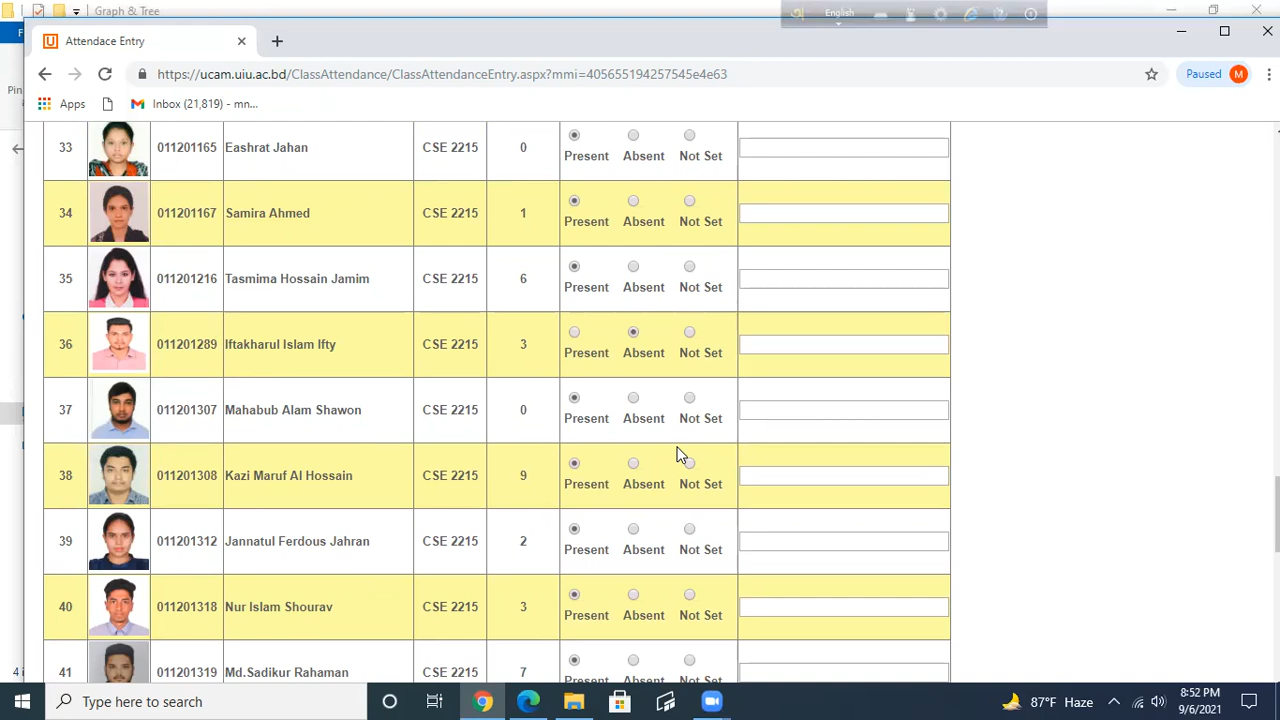 Graph & Tree
English
Attendace Entry
https://ucam.uiu.ac.bd/ClassAttendance/ClassAttendanceEntry.aspx?mmi=405655194257545e4e63
Paused M
Apps Inbox (21,819) - mn...
Pin
33 011201165 Eashrat Jahan CSE 2215 0 Present Absent Not Set
34 011201167 Samira Ahmed CSE 2215 1 Present Absent Not Set
35 011201216 Tasmima Hossain Jamim CSE 2215 6 Present Absent Not Set
36 011201289 Iftakharul Islam Ifty CSE 2215 3 Present Absent Not Set
37 011201307 Mahabub Alam Shawon CSE 2215 0 Present Absent Not Set
38 011201308 Kazi Maruf Al Hossain CSE 2215 9 Present Absent Not Set
39 011201312 Jannatul Ferdous Jahran CSE 2215 2 Present Absent Not Set
40 011201318 Nur Islam Shourav CSE 2215 3 Present Absent Not Set
41 011201319 Md.Sadikur Rahaman CSE 2215 7 Present Absent Not Set
4 i
Type here to search
87°F Haze
8:52 PM
9/6/2021